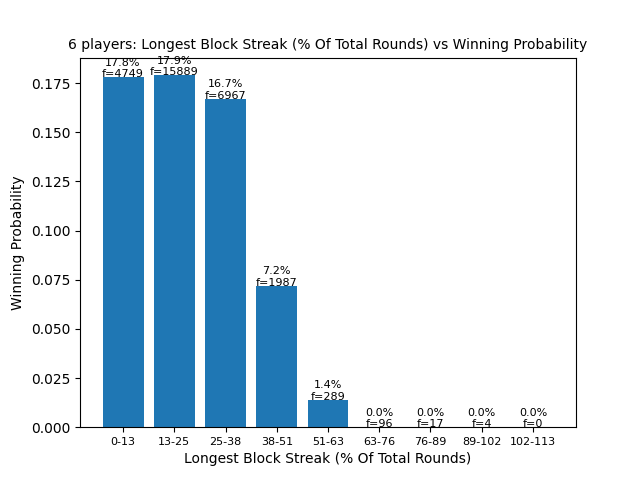 6 players: Longest Block Streak (% Of Total Rounds) vs Winning Probability
17.8%
f=4749
17.9%
f=15889
16.7%
f=6967
7.2%
f=1987
1.4%
f=289
0.0%
f=96
0.0%
f=17
0.0%
f=4
0.0%
f=0
0.175
0.150
0.125
0.100
0.075
0.050
0.025
0.000
Winning Probability
0-13
13-25
25-38
38-51
51-63
63-76
76-89
89-102
102-113
Longest Block Streak (% Of Total Rounds)